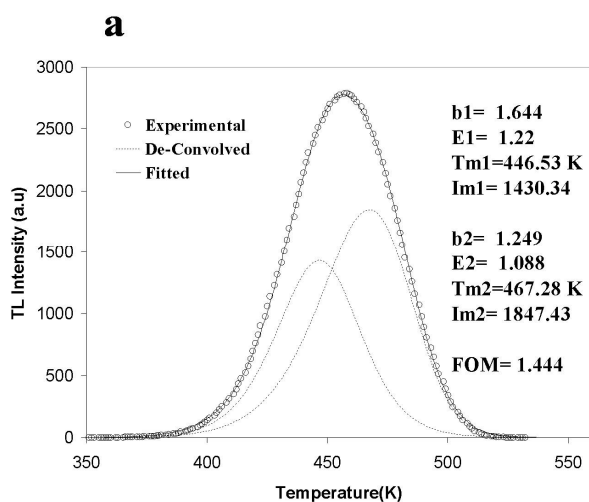 a
3000
2500
2000
1500
1000
500
0
TL Intensity (a.u)
Experimental
De-Convolved
Fitted
b1= 1.644
E1= 1.22
Tm1=446.53 K
Im1= 1430.34
b2= 1.249
E2= 1.088
Tm2=467.28 K
Im2= 1847.43
FOM= 1.444
350
400
450
500
550
Temperature(K)